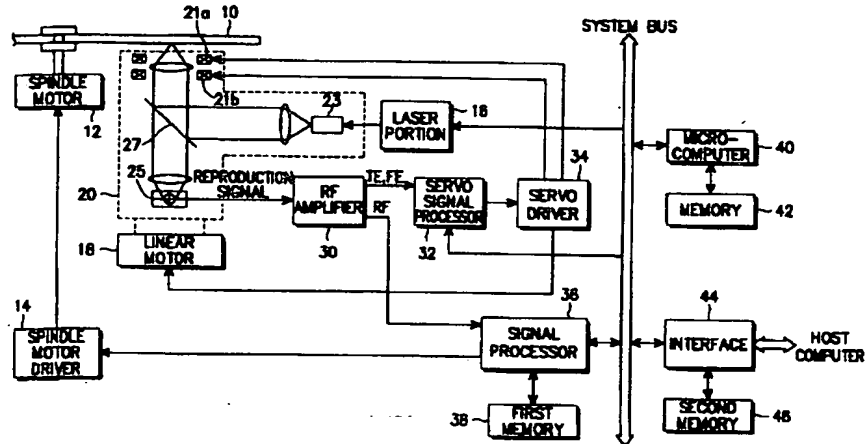 21a
10
SYSTEM BUS
SPINDLE
MOTOR
12
21b
23
LASER
PORTION
16
27
34
MICRO-
COMPUTER
40
25
REPRODUCTION
SIGNAL
20
RF
AMPLIFIER
30
TE,FE
RF
SERVO
SIGNAL
PROCESSOR
32
SERVO
DRIVER
MEMORY
42
18
LINEAR
MOTOR
14
SPINDLE
MOTOR
DRIVER
36
SIGNAL
PROCESSOR
44
INTERFACE
HOST
COMPUTER
38
FIRST
MEMORY
SECOND
MEMORY
46